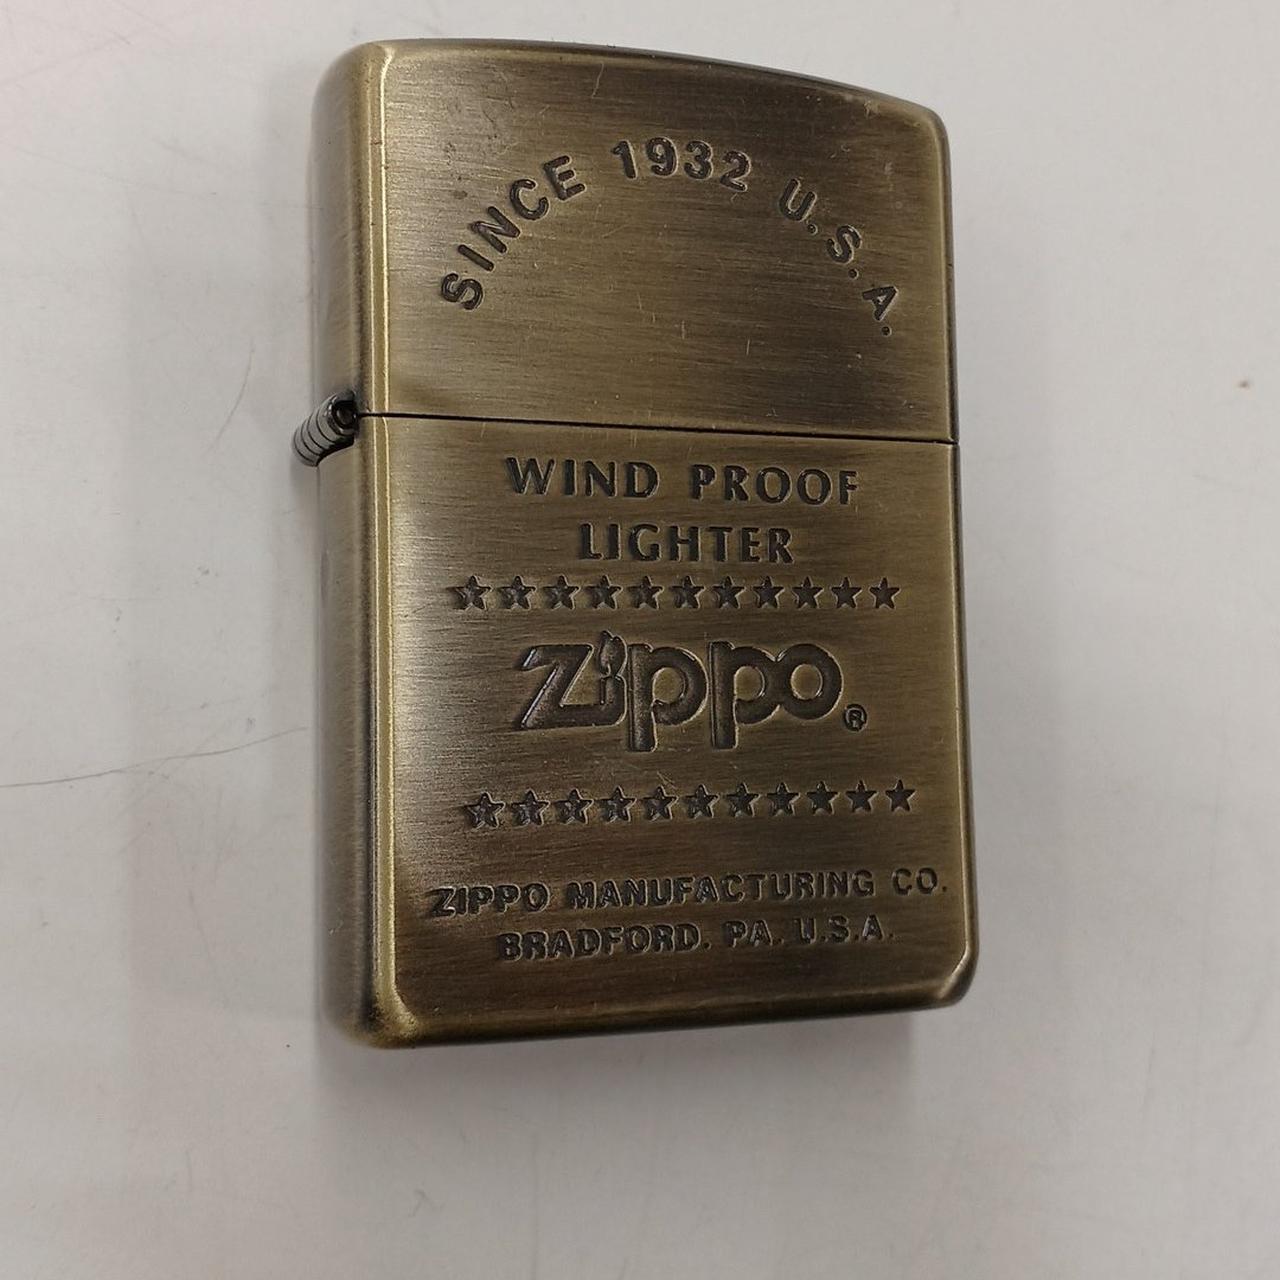 SINCE 1932 U.S.A.
WIND PROOF
LIGHTER
★★★★★★★★★★★
Zippo®
★★★★★★★★★★★
ZIPPO MANUFACTURING CO.
BRADFORD. PA. U.S.A.